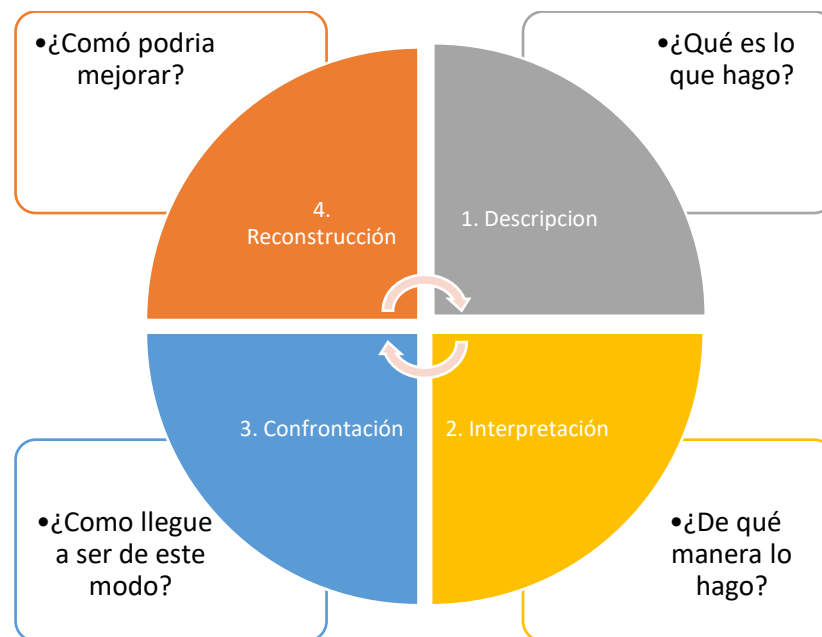 •¿Comó podria
mejorar?
•¿Qué es lo
que hago?
4.
Reconstrucción
1. Descripcion
3. Confrontación
2. Interpretación
•¿Como llegue
a ser de este
modo?
•¿De qué
manera lo
hago?